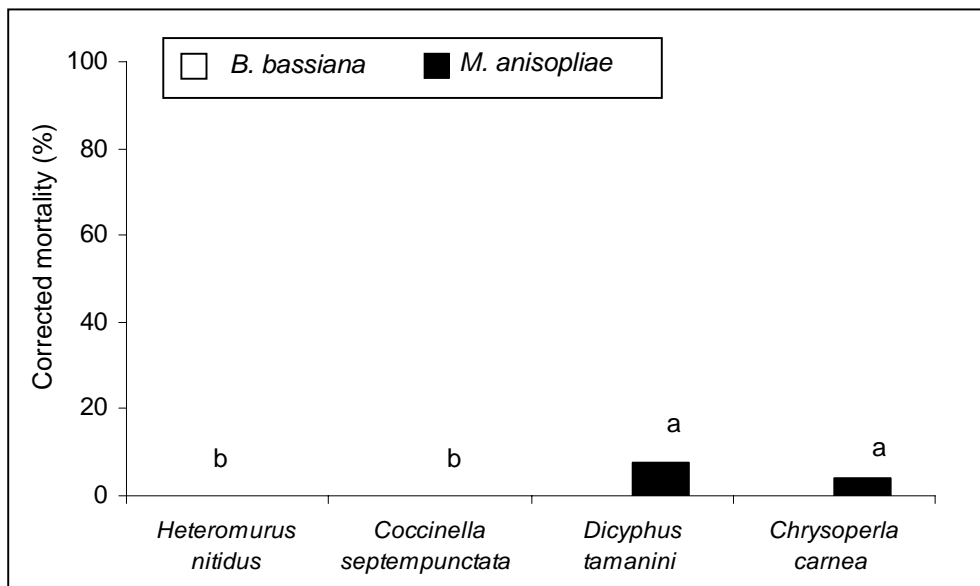 B. bassiana M. anisopliae
100
80
60
40
20
0
Corrected mortality (%)
b b a a
Heteromurus nitidus
Coccinella septempunctata
Dicyphus tamanini
Chrysoperla carnea